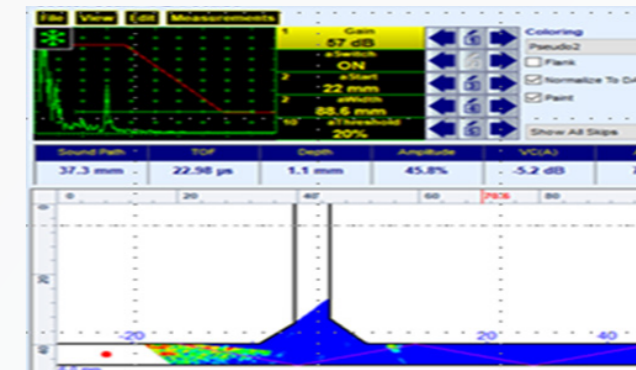 File View Edit Measurements
1 Gain
57 dB
aSwitch
ON
2 aStart
22 mm
2 aWidth
88.6 mm
10 aThreshold
20%
Coloring
Pseudo2
Flank
Normalize To DA
Paint
Show All Skips
Sound Path TOF Depth Amplitude VC(A)
37.3 mm 22.98 µs 1.1 mm 45.8% -5.2 dB
0 20 40 60 80
0
20
-20 20 40
40